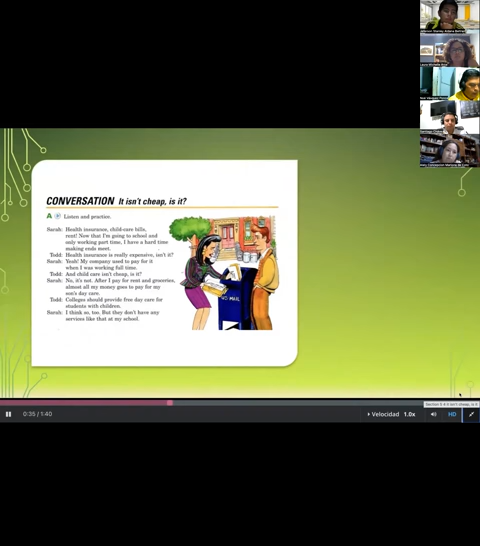 CONVERSATION It isn't cheap, is it?
A Listen and practice.
Sarah: Health insurance, child-care bills,
rent! Now that I'm going to school and
only working part time, I have a hard time
making ends meet.
Todd: Health insurance is really expensive, isn't it?
Sarah: Yeah! My company used to pay for it
when I was working full time.
Todd: And child care isn't cheap, is it?
Sarah: No, it's not. After I pay for rent and groceries,
almost all my money goes to pay for my
son's day care.
Todd: Colleges should provide free day care for
students with children.
Sarah: I think so, too. But they don't have any
services like that at my school.
NO MAIL
0:35 / 1:40
Velocidad 1.0x
HD